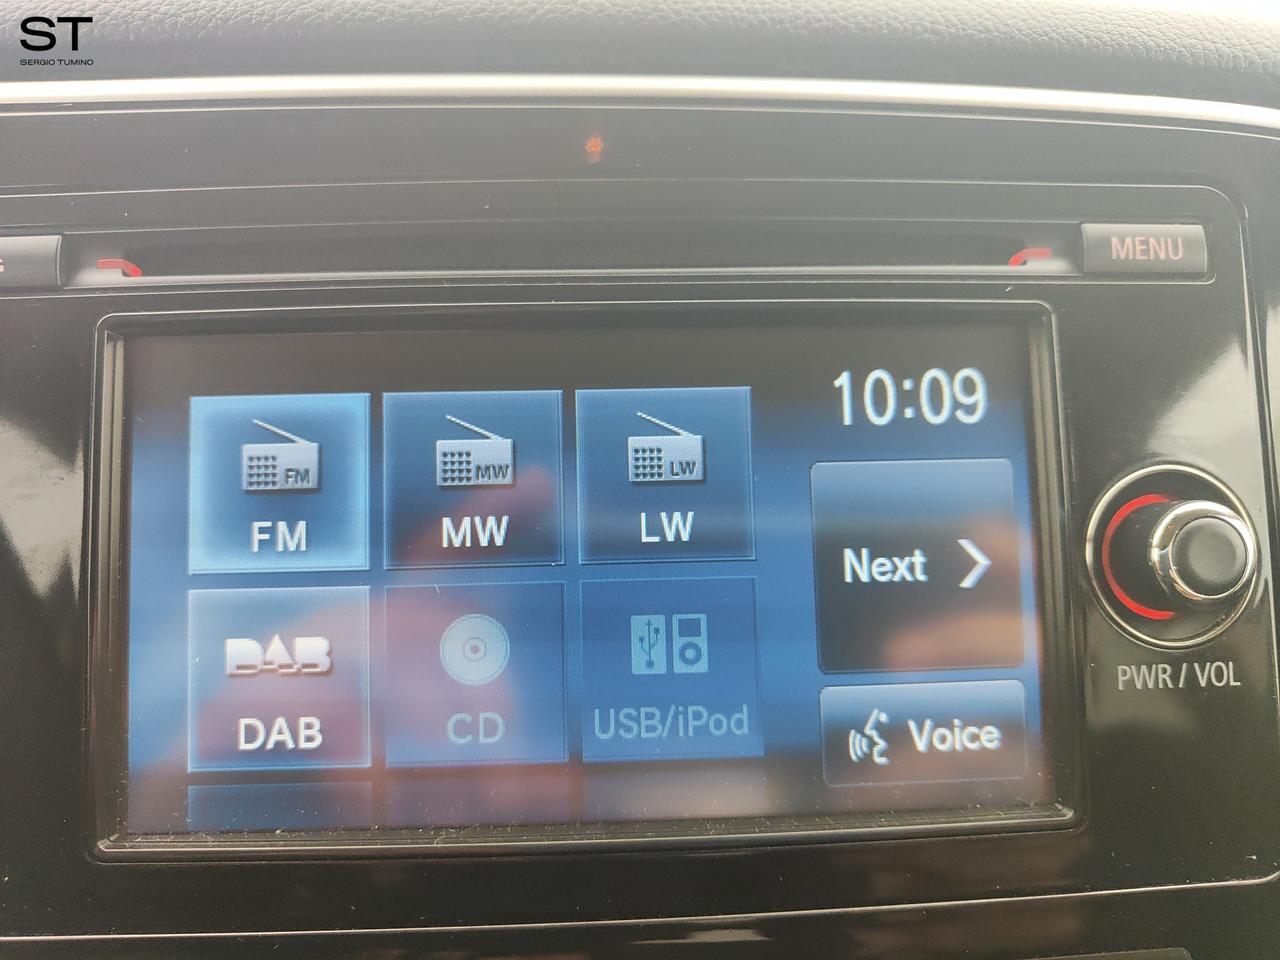 ST
SERGIO TUMINO
MENU
10:09
FM
FM
MW
MW
LW
LW
Next
DAB
DAB
CD
USB/iPod
Voice
PWR / VOL